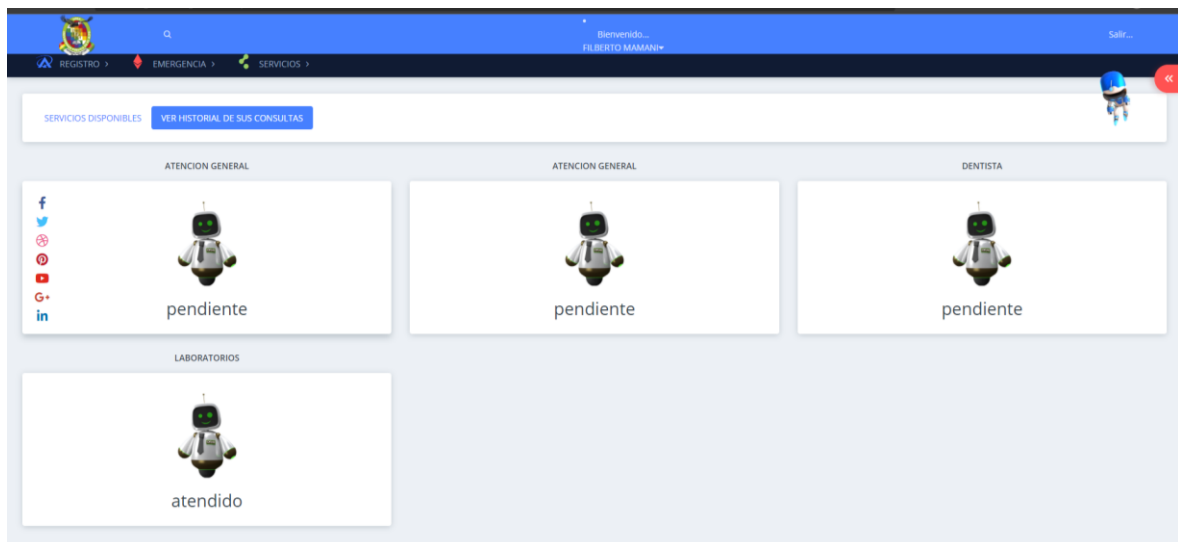 Bienvenido...
FILBERTO MAMANI
Salir...
REGISTRO > EMERGENCIA > SERVICIOS >
SERVICIOS DISPONIBLES VER HISTORIAL DE SUS CONSULTAS
ATENCION GENERAL ATENCION GENERAL DENTISTA
pendiente pendiente pendiente
LABORATORIOS
atendido